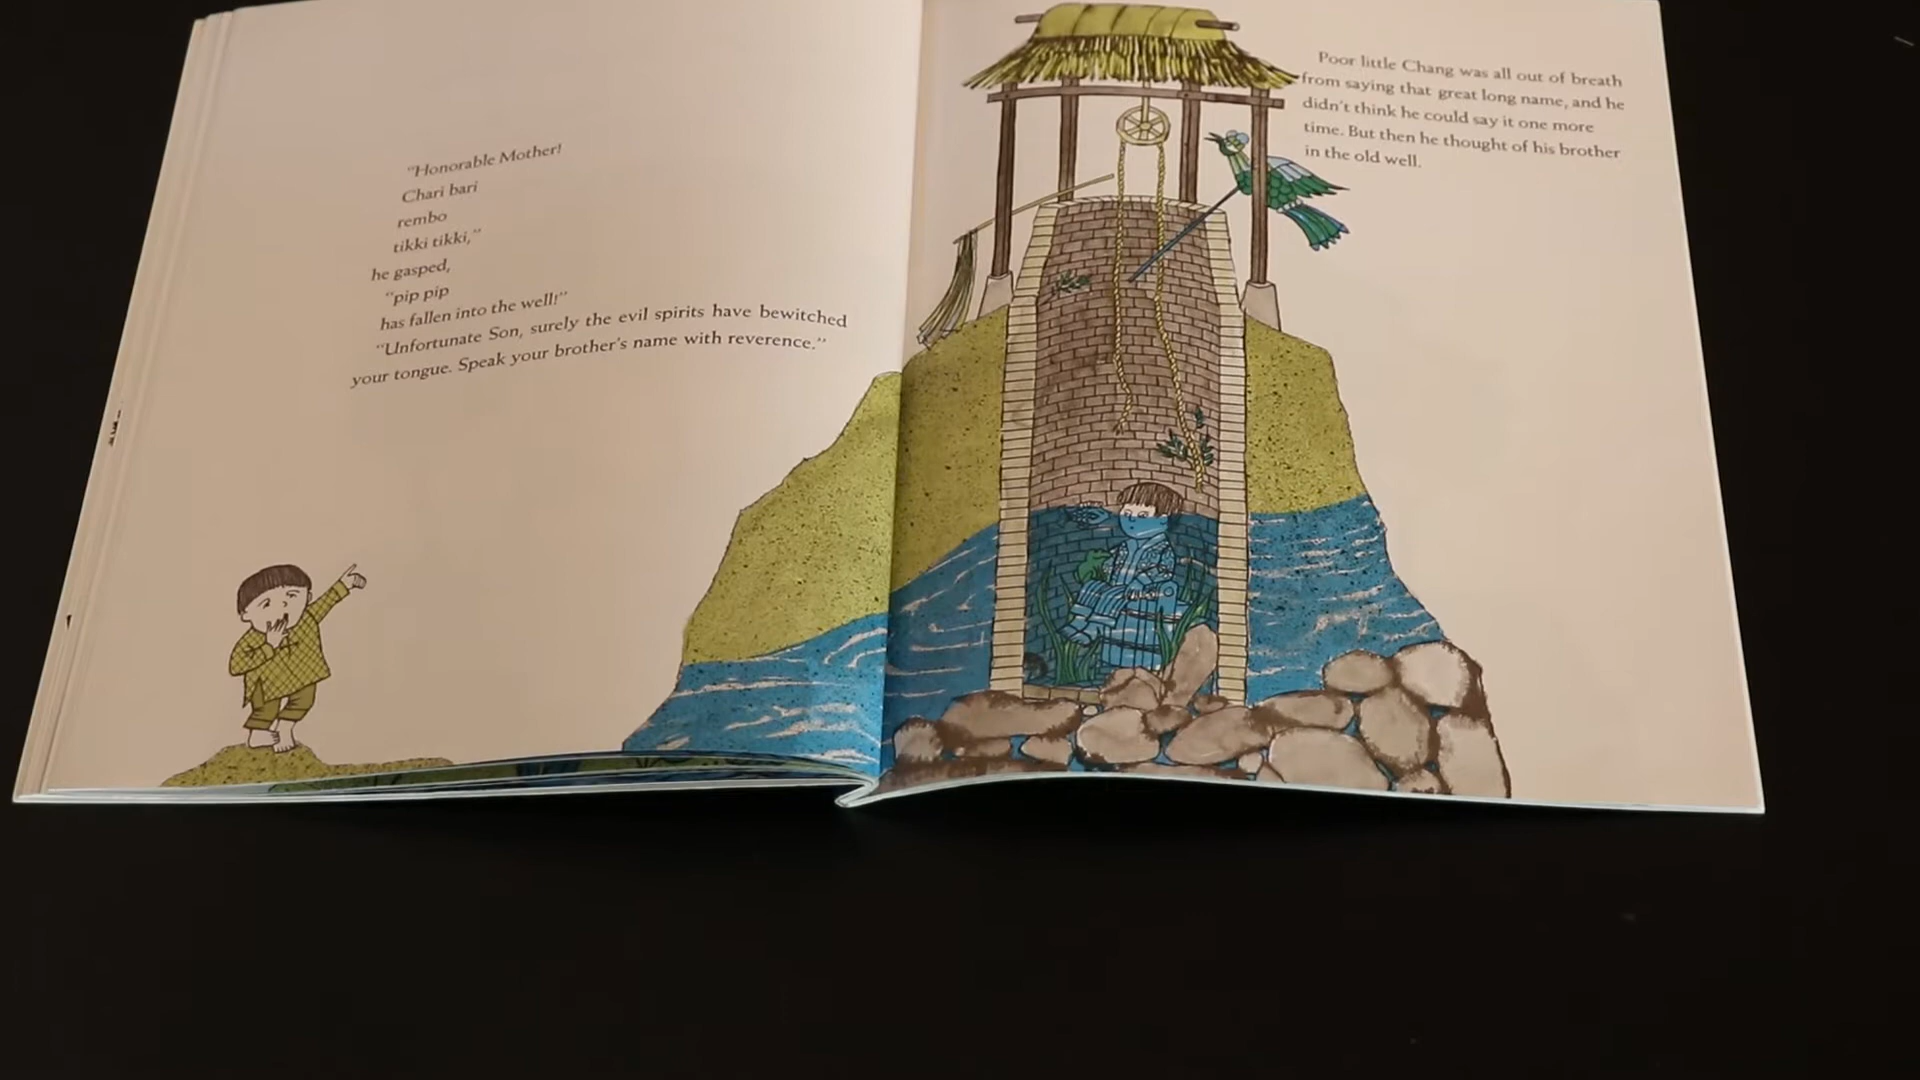 “Honorable Mother!
Chari bari
rembo
tikki tikki,”
he gasped,
“pip pip
has fallen into the well!”
“Unfortunate Son, surely the evil spirits have bewitched
your tongue. Speak your brother’s name with reverence.”
Poor little Chang was all out of breath
from saying that great long name, and he
didn’t think he could say it one more
time. But then he thought of his brother
in the old well.